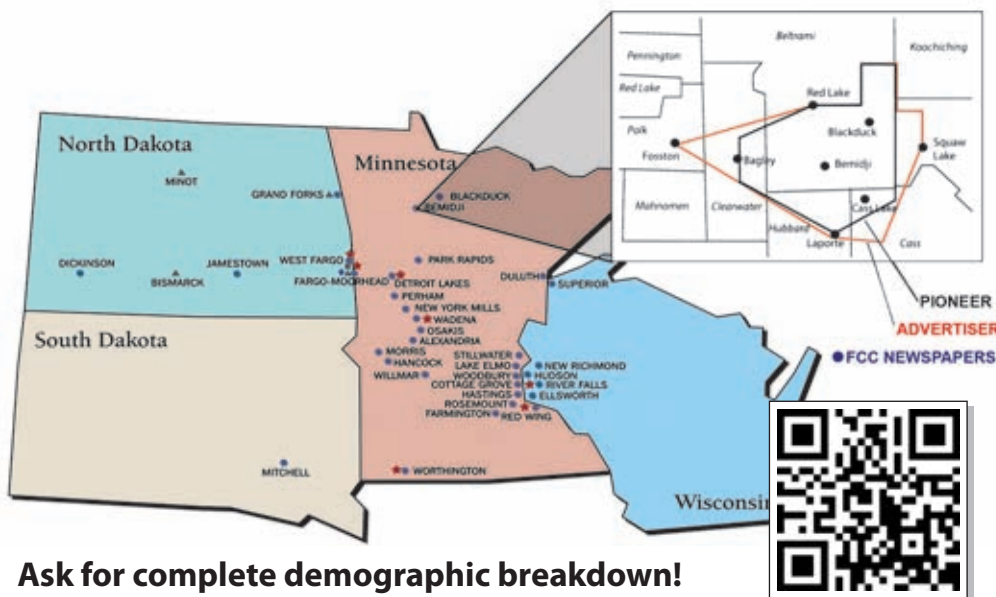 North Dakota
MINOT
GRAND FORKS
DICKINSON
BISMARCK
JAMESTOWN
WEST FARGO
FARGO-MOORHEAD
South Dakota
MITCHELL
Minnesota
BLACKDUCK
BEMIDJI
PARK RAPIDS
DETROIT LAKES
PERHAM
NEW YORK MILLS
WADENA
OSAKIS
ALEXANDRIA
MORRIS
HANCOCK
WILLMAR
DULUTH
SUPERIOR
STILLWATER
LAKE ELMO
WOODBURY
COTTAGE GROVE
HASTINGS
ROSEMOUNT
FARMINGTON
RED WING
NEW RICHMOND
HUDSON
RIVER FALLS
ELLSWORTH
WORTHINGTON
Wisconsin
Beltrami
Koochiching
Pennington
Red Lake
Polk
Fosston
Red Lake
Blackduck
Squaw
Lake
Bagley
Bemidji
Mahnomen
Clearwater
Hubbard
Cass Lake
Laporte
Cass
PIONEER
ADVERTISER
FCC NEWSPAPERS
Ask for complete demographic breakdown!